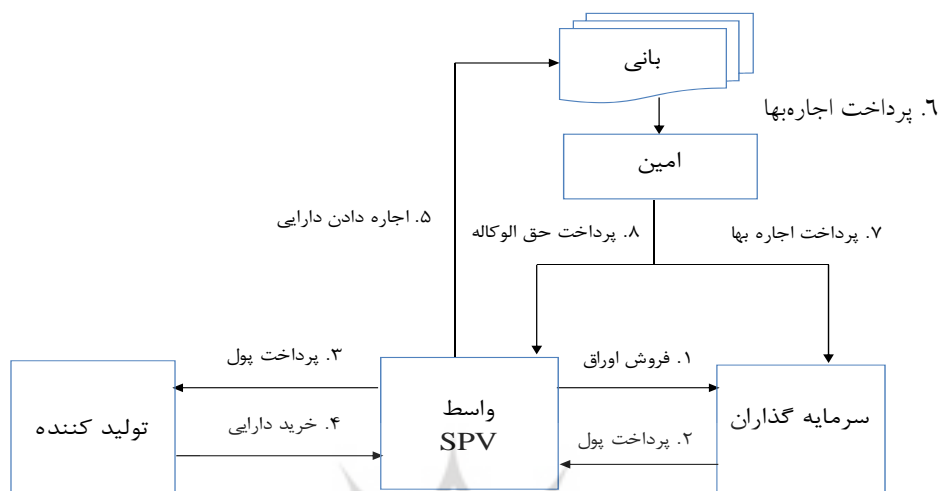 بانی
٦. پرداخت اجاره‌بها
امین
۵. اجاره دادن دارایی
۸. پرداخت حق الوکاله
۷. پرداخت اجاره بها
۳. پرداخت پول
۱. فروش اوراق
تولید کننده
واسط
SPV
سرمایه گذاران
۴. خرید دارایی
۲. پرداخت پول